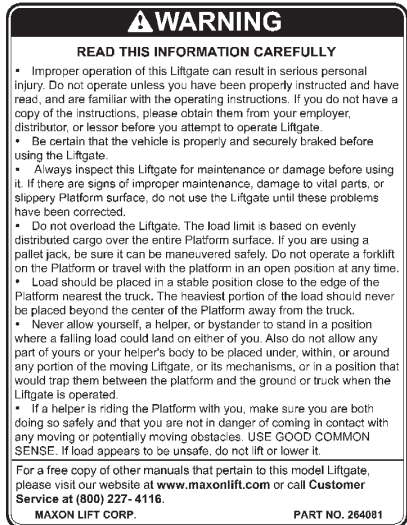 ⚠WARNING
READ THIS INFORMATION CAREFULLY
• Improper operation of this Liftgate can result in serious personal
injury. Do not operate unless you have been properly instructed and have
read, and are familiar with the operating instructions. If you do not have a
copy of the instructions, please obtain them from your employer,
distributor, or lessor before you attempt to operate Liftgate.
• Be certain that the vehicle is properly and securely braked before
using the Liftgate.
• Always inspect this Liftgate for maintenance or damage before using
it. If there are signs of improper maintenance, damage to vital parts, or
slippery Platform surface, do not use the Liftgate until these problems
have been corrected.
• Do not overload the Liftgate. The load limit is based on evenly
distributed cargo over the entire Platform surface. If you are using a
pallet jack, be sure it can be maneuvered safely. Do not operate a forklift
on the Platform or travel with the platform in an open position at any time.
• Load should be placed in a stable position close to the edge of the
Platform nearest the truck. The heaviest portion of the load should never
be placed beyond the center of the Platform away from the truck.
• Never allow yourself, a helper, or bystander to stand in a position
where a falling load could land on either of you. Also do not allow any
part of yours or your helper's body to be placed under, within, or around
any portion of the moving Liftgate, or its mechanisms, or in a position that
would trap them between the platform and the ground or truck when the
Liftgate is operated.
• If a helper is riding the Platform with you, make sure you are both
doing so safely and that you are not in danger of coming in contact with
any moving or potentially moving obstacles. USE GOOD COMMON
SENSE. If load appears to be unsafe, do not lift or lower it.
For a free copy of other manuals that pertain to this model Liftgate,
please visit our website at www.maxonlift.com or call Customer
Service at (800) 227- 4116.
MAXON LIFT CORP. PART NO. 264081